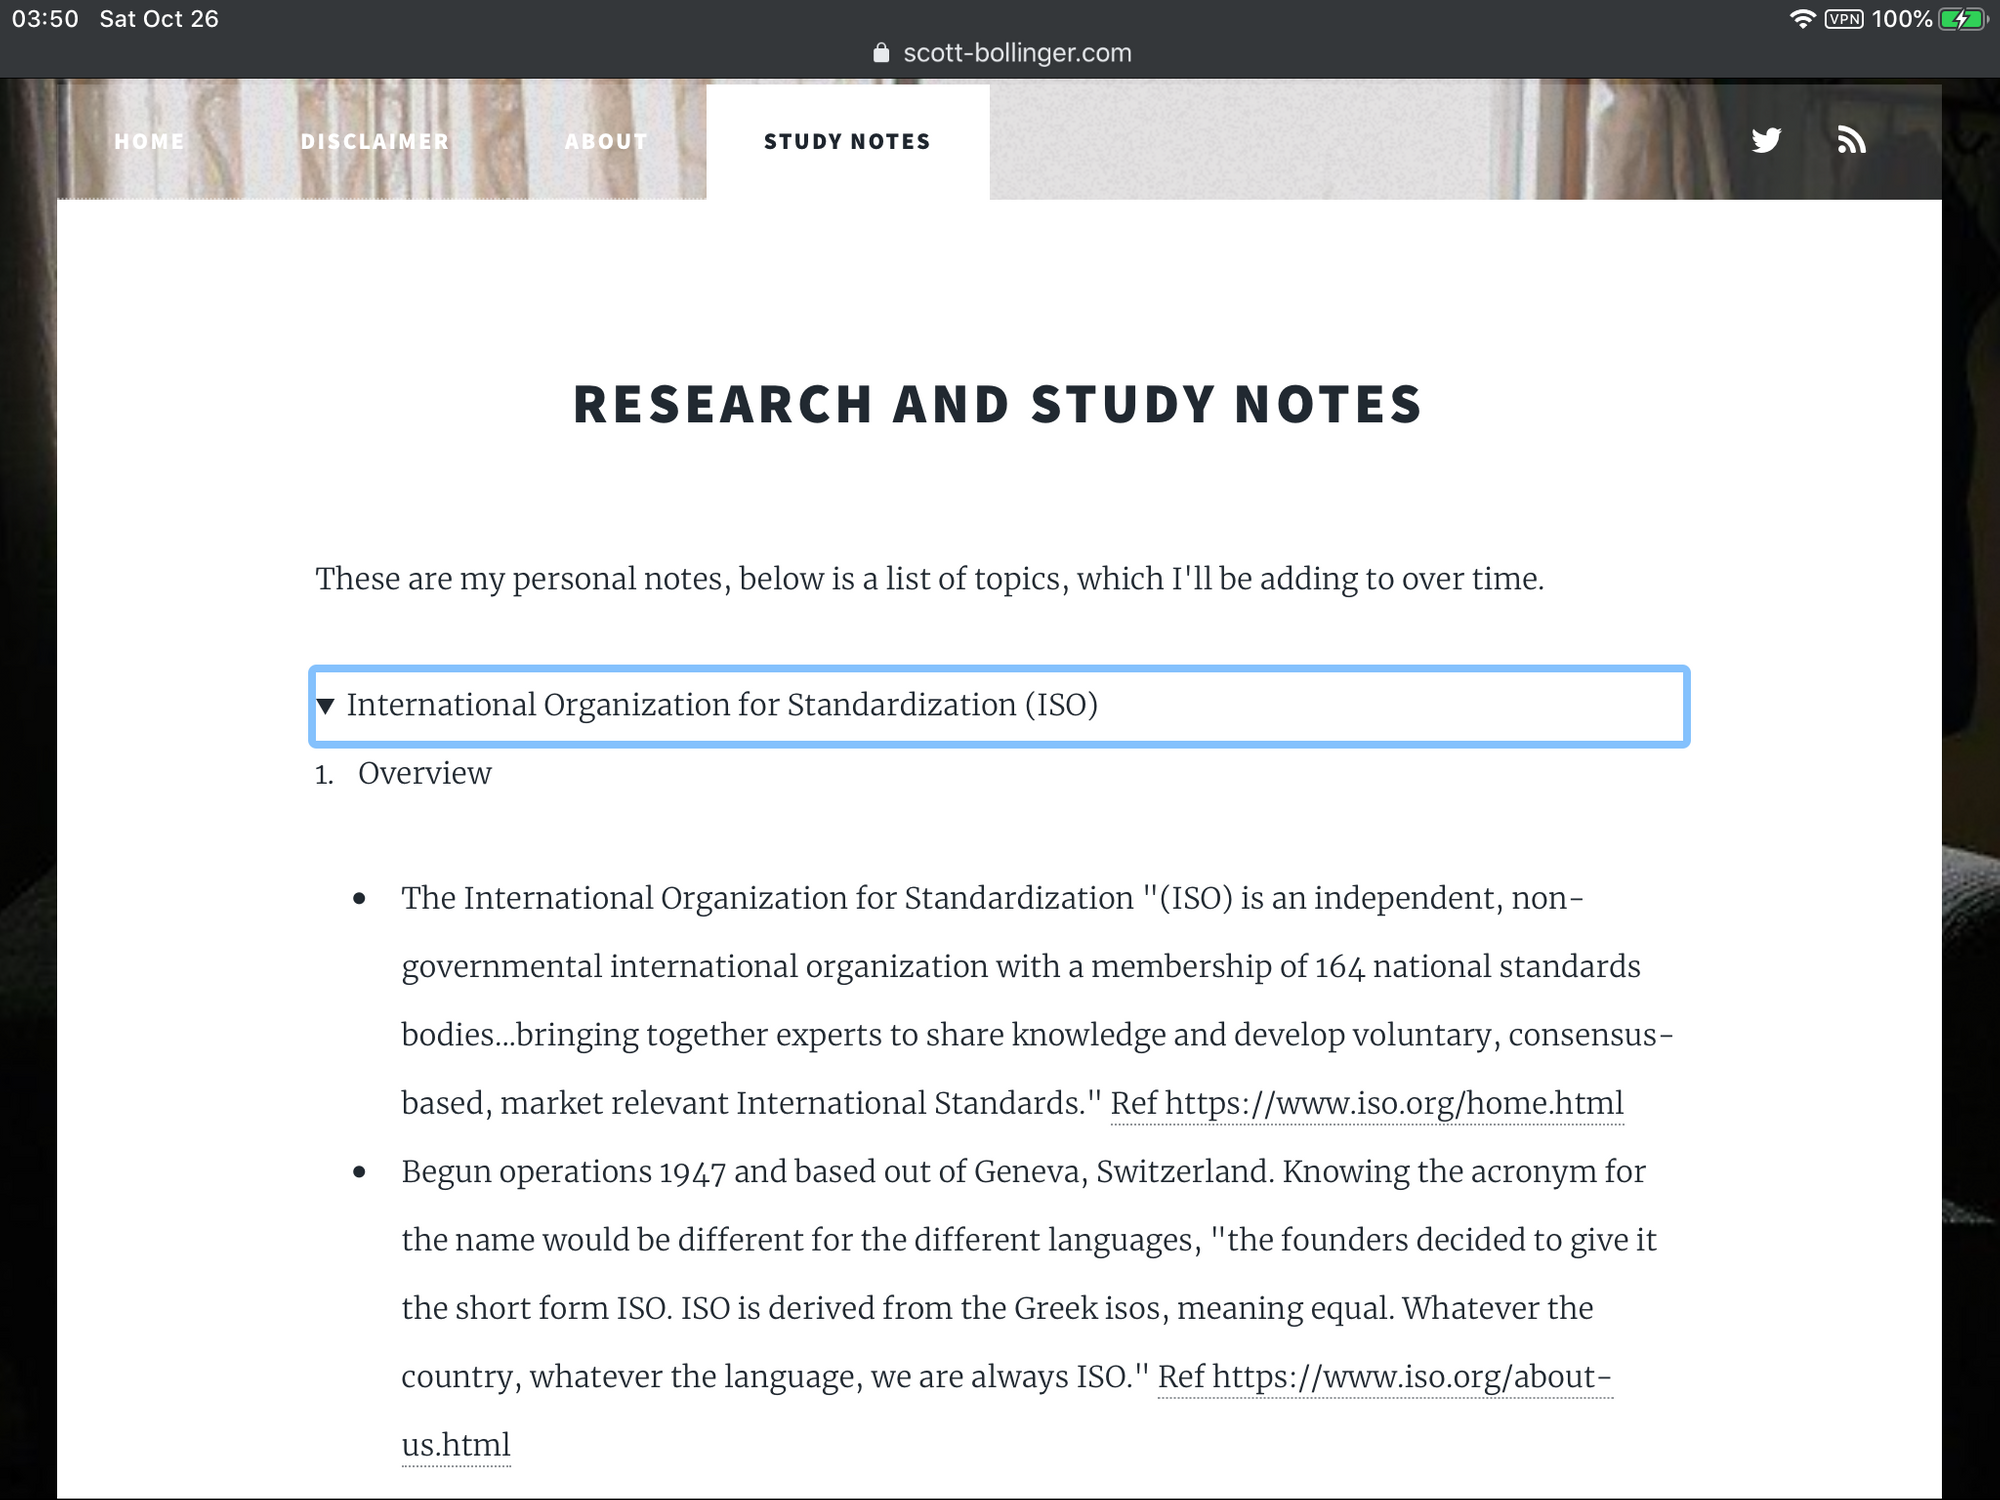 03:50 Sat Oct 26
VPN 100%
scott-bollinger.com
HOME DISCLAIMER ABOUT STUDY NOTES
RESEARCH AND STUDY NOTES
These are my personal notes, below is a list of topics, which I'll be adding to over time.
▼ International Organization for Standardization (ISO)
1. Overview
• The International Organization for Standardization "(ISO) is an independent, non-
governmental international organization with a membership of 164 national standards
bodies...bringing together experts to share knowledge and develop voluntary, consensus-
based, market relevant International Standards." Ref https://www.iso.org/home.html
• Begun operations 1947 and based out of Geneva, Switzerland. Knowing the acronym for
the name would be different for the different languages, "the founders decided to give it
the short form ISO. ISO is derived from the Greek isos, meaning equal. Whatever the
country, whatever the language, we are always ISO." Ref https://www.iso.org/about-
us.html